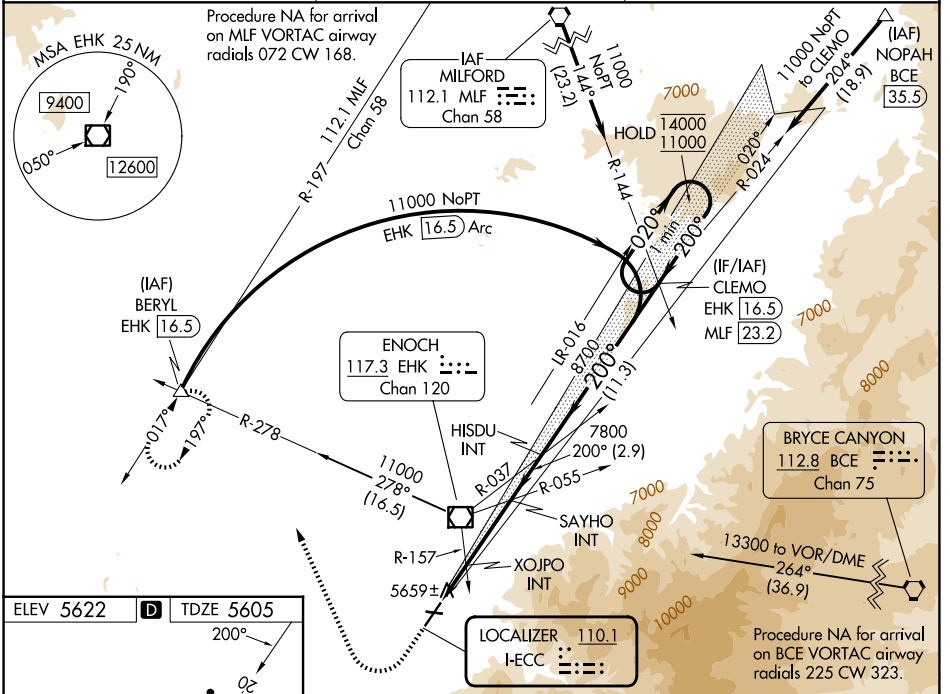 Procedure NA for arrival
on MLF VORTAC airway
radials 072 CW 168.
MSA EHK 25 NM
190°
9400
050°
12600
112.1 MLF
Chan 58
R-197
IAF
MILFORD
112.1 MLF
Chan 58
11000
NoPT
144°
(23.2)
R-144
7000
HOLD
14000
11000
11000 NoPT
to CLEMO
204°
(18.9)
(IAF)
NOPAH
BCE
35.5
020°
R-024
11000 NoPT
EHK 16.5 Arc
020°
1 min
200°
(IF/IAF)
CLEMO
EHK 16.5
MLF 23.2
7000
8000
(IAF)
BERYL
EHK 16.5
LR-016
8700
200°
(11.3)
ENOCH
117.3 EHK
Chan 120
017°
197°
R-278
11000
278°
(16.5)
HISDU
INT
R-037
7800
200° (2.9)
R-055
SAYHO
INT
7000
8000
9000
10000
BRYCE CANYON
112.8 BCE
Chan 75
13300 to VOR/DME
264°
(36.9)
R-157
XOJPO
INT
5659±
LOCALIZER 110.1
I-ECC
Procedure NA for arrival
on BCE VORTAC airway
radials 225 CW 323.
ELEV 5622 D TDZE 5605
200°
20